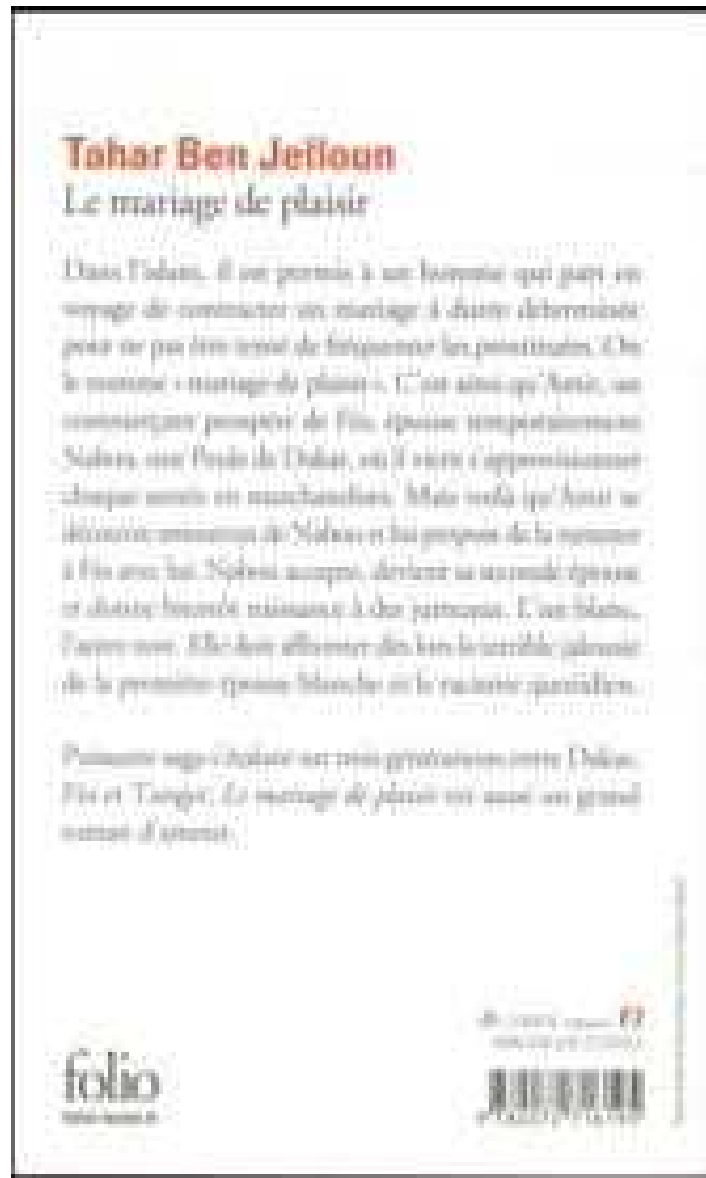 Tahar Ben Jelloun
Le mariage de plaisir
Dans l'islam, il est permis à un homme qui part en
voyage de contracter un mariage à durée déterminée
pour ne pas être tenté de fréquenter les prostituées. On
le nomme « mariage de plaisir ». C'est ainsi qu'Amir, un
commerçant prospère de Fès, épouse temporairement
Nabou, une Peule de Dakar, où il vient s'approvisionner
chaque année en marchandises. Mais voilà qu'Amir se
découvre amoureux de Nabou et lui propose de la ramener
à Fès avec lui. Nabou accepte, devient sa seconde épouse
et donne bientôt naissance à des jumeaux. L'un blanc,
l'autre noir. Elle doit affronter dès lors la terrible jalousie
de la première épouse blanche et le racisme quotidien.
Puissante saga s'étalant sur trois générations entre Dakar,
Fès et Tanger, Le mariage de plaisir est aussi un grand
roman d'amour.
folio